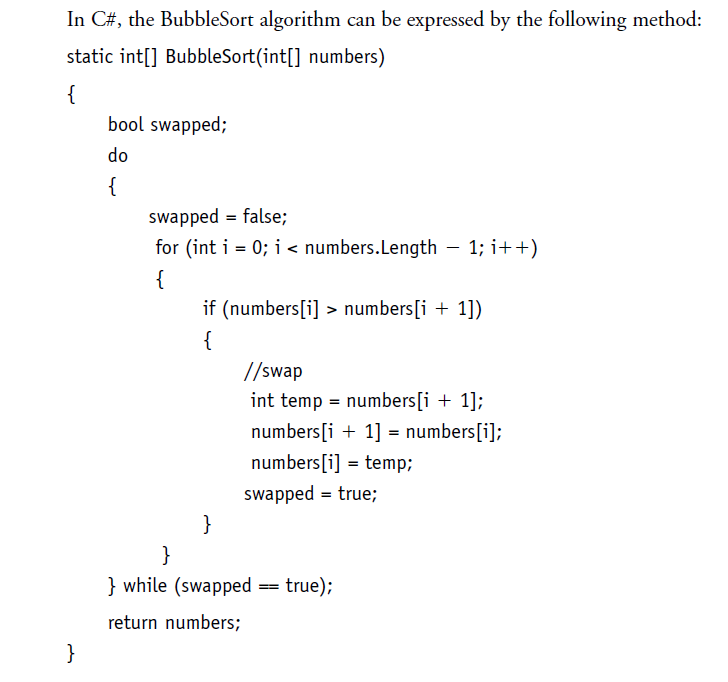 In C#, the BubbleSort algorithm can be expressed by the following method:
static int[] BubbleSort(int[] numbers)
{
bool swapped;
do
{
swapped = false;
for (int i = 0; i < numbers.Length − 1; i++)
{
if (numbers[i] > numbers[i + 1])
{
//swap
int temp = numbers[i + 1];
numbers[i + 1] = numbers[i];
numbers[i] = temp;
swapped = true;
}
}
} while (swapped == true);
return numbers;
}